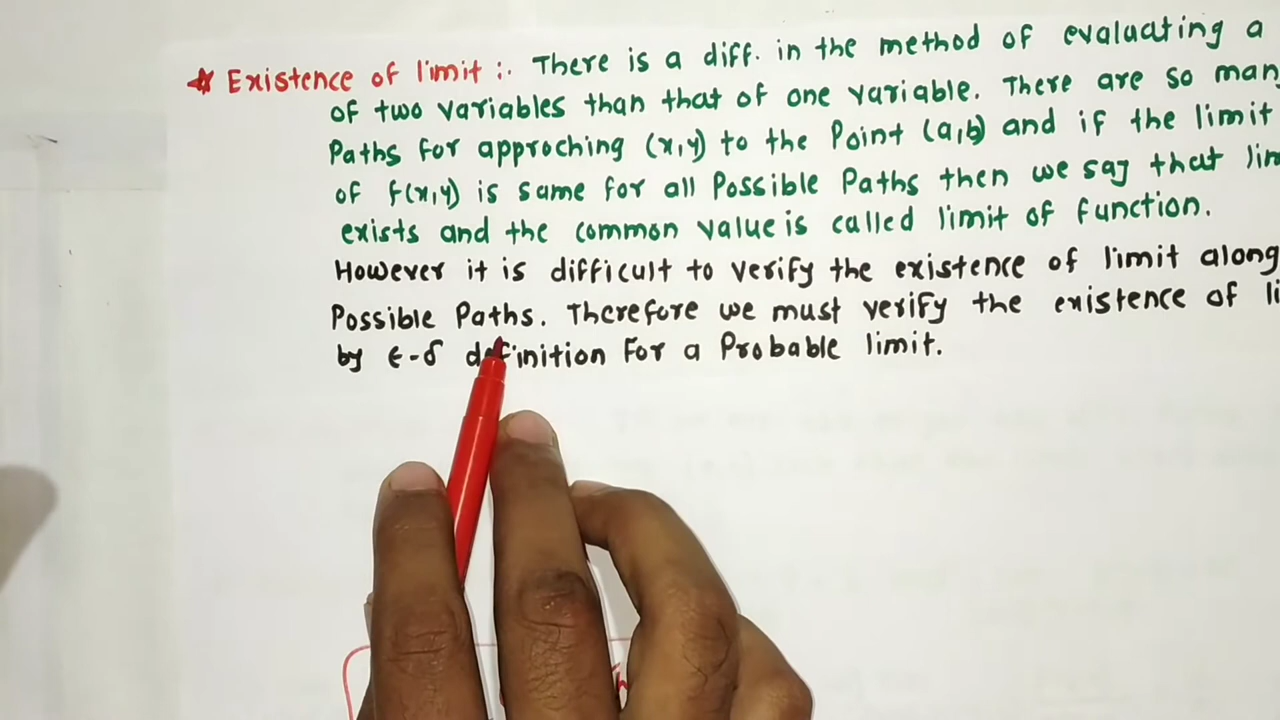 * Existence of limit :. There is a diff. in the method of evaluating a
of two variables than that of one variable. There are so man
Paths for approching (x,y) to the Point (a,b) and if the limit
of f(x,y) is same for all Possible Paths then we say that lim
exists and the common value is called limit of function.
However it is difficult to verify the existence of limit along
Possible Paths. Therefore we must verify the existence of li
by ε-δ definition For a Probable limit.